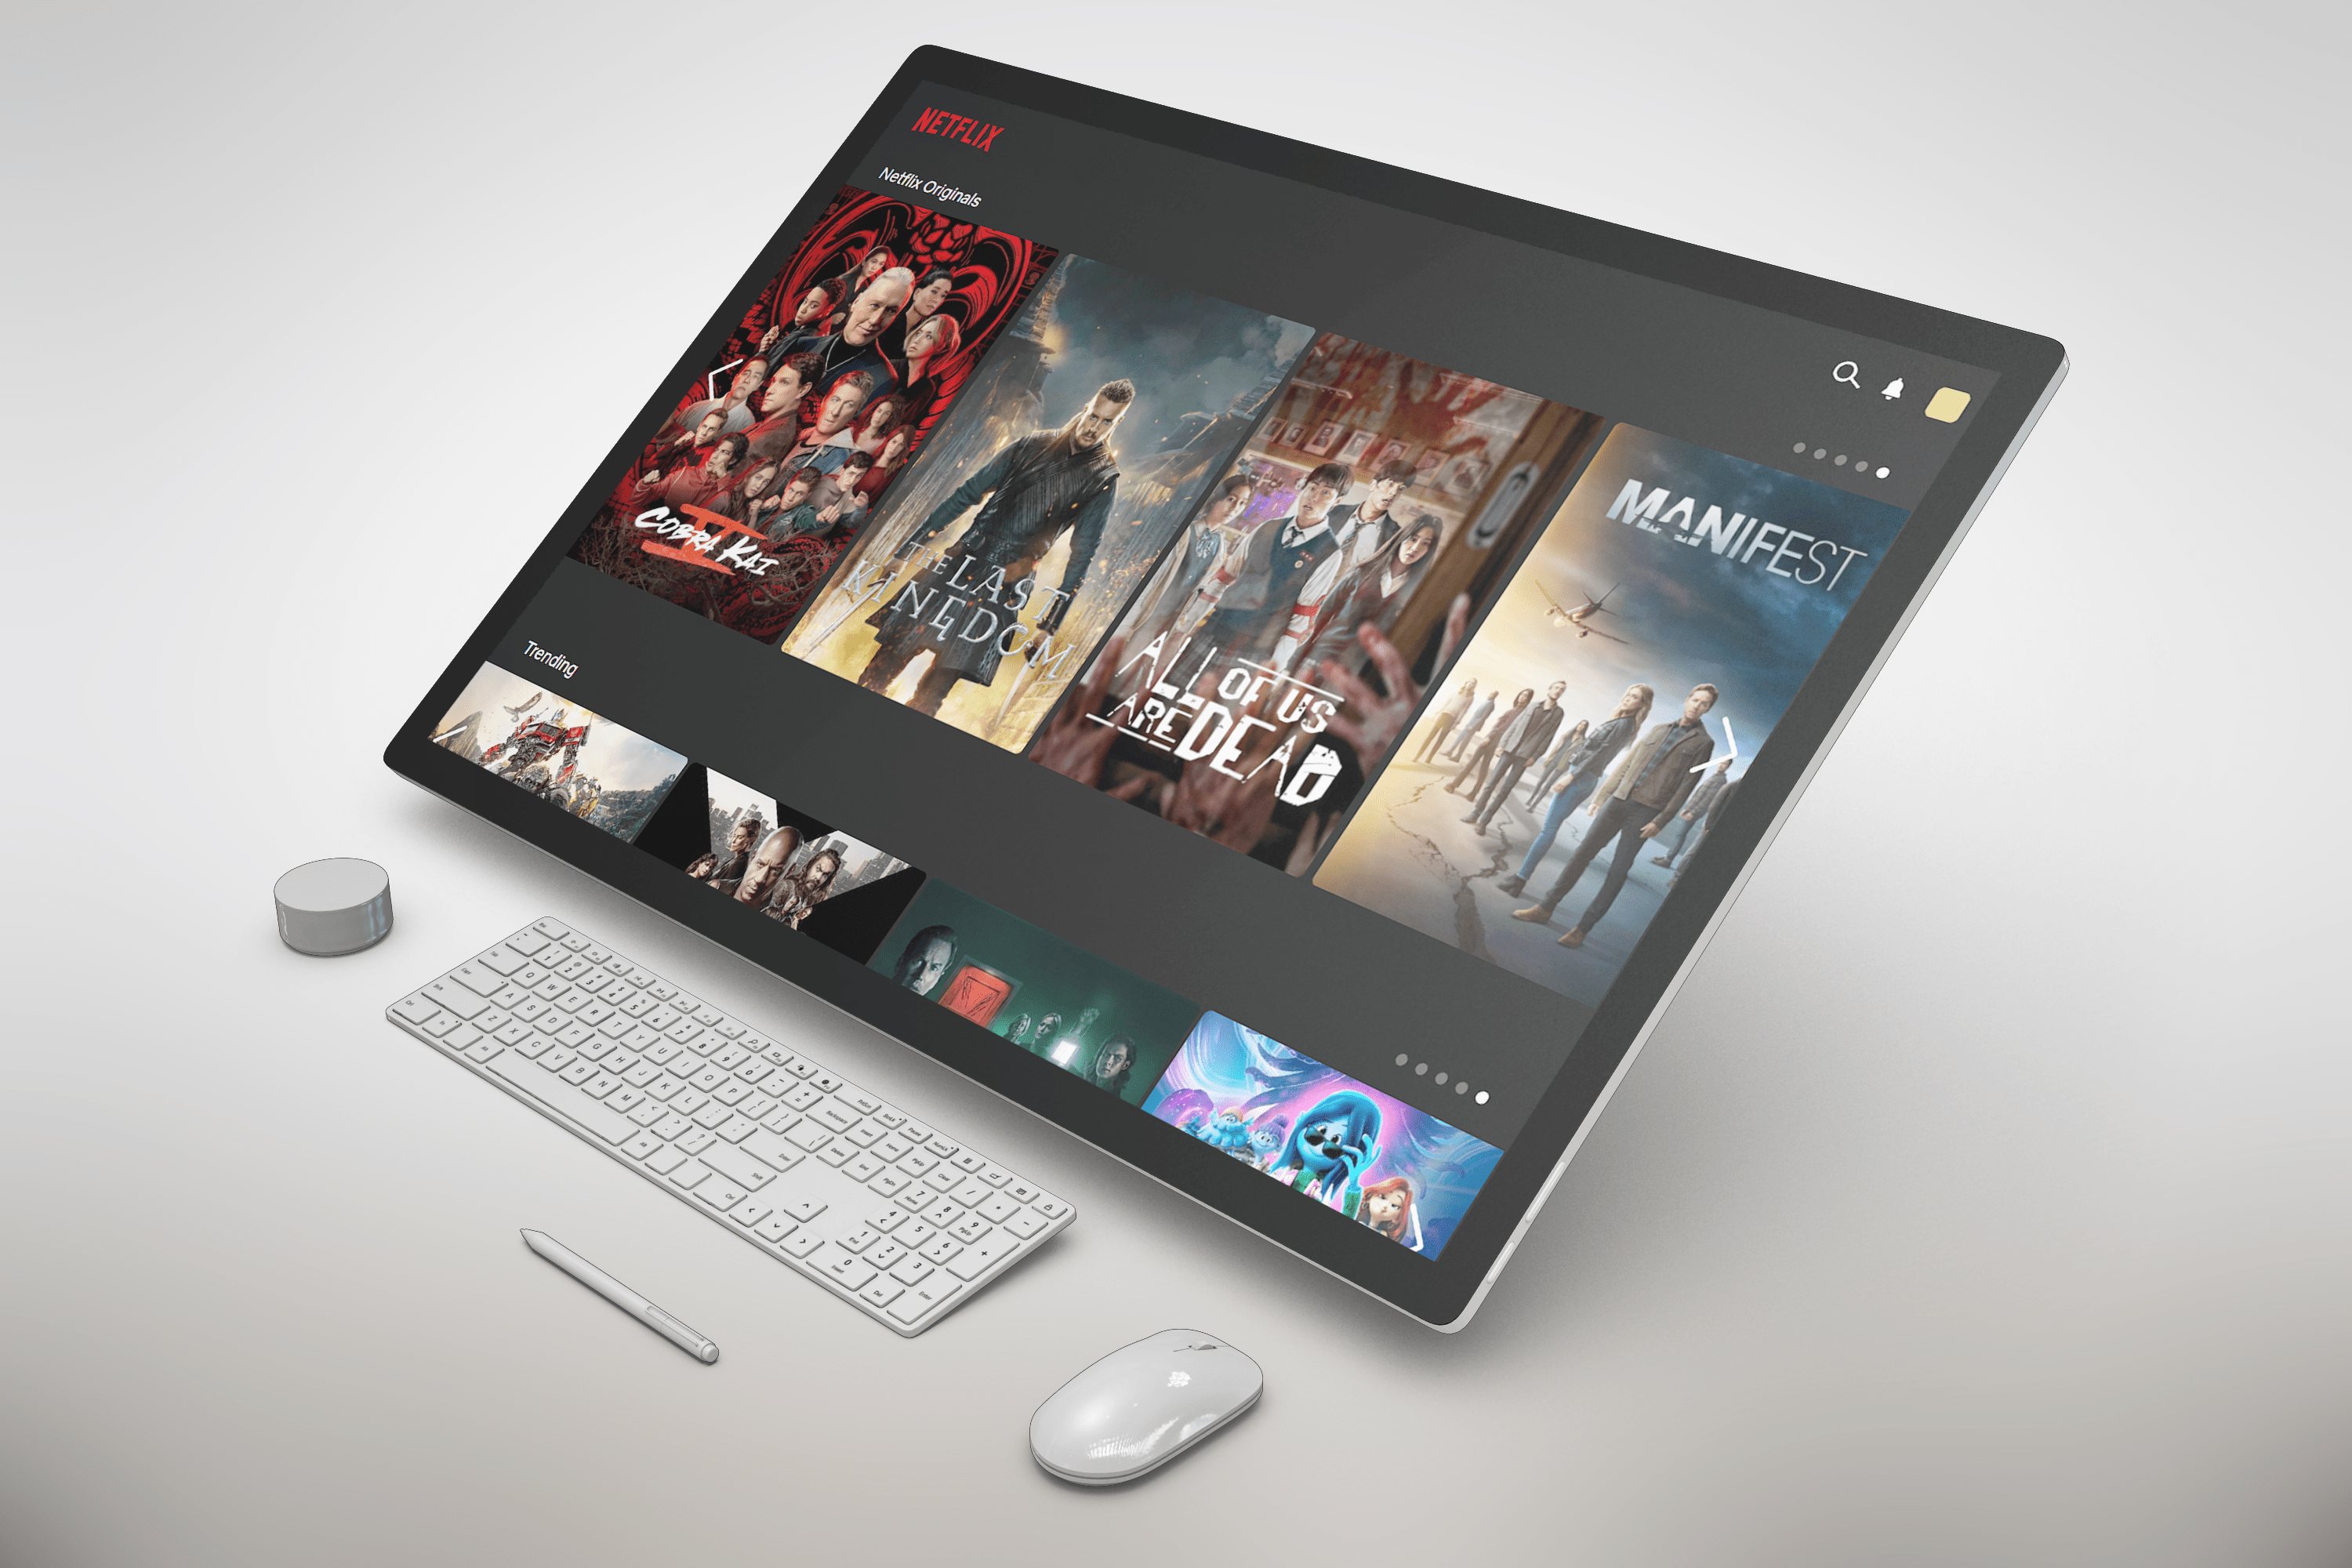 NETFLIX
Netflix Originals
COBRA KAI
V
THE LAST
KINGDOM
ALL OF US
ARE DEAD
MANIFEST
Trending